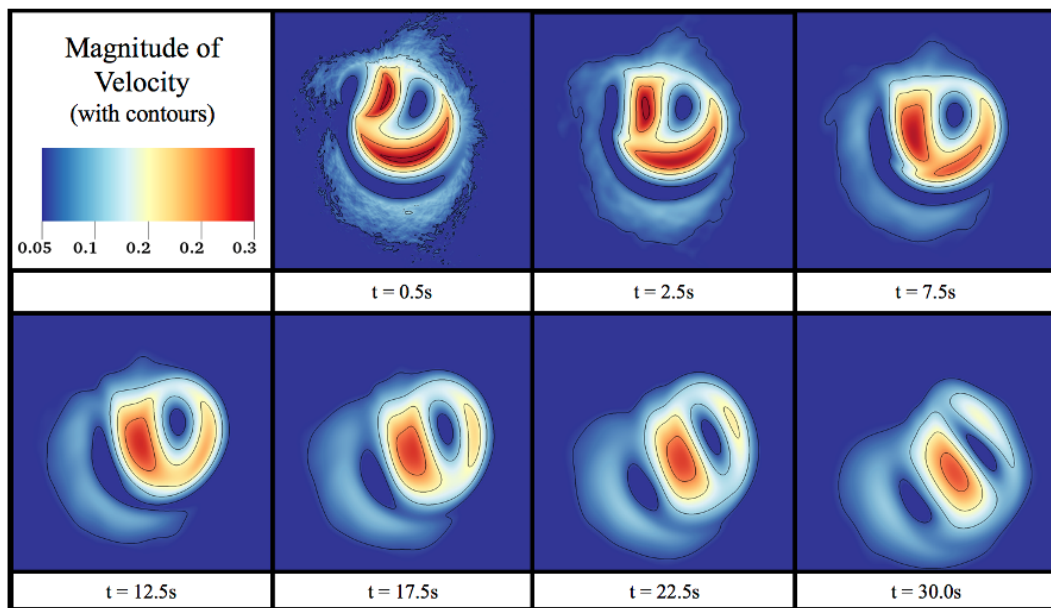 Magnitude of
Velocity
(with contours)
0.05 0.1 0.2 0.2 0.3
t = 0.5s
t = 2.5s
t = 7.5s
t = 12.5s
t = 17.5s
t = 22.5s
t = 30.0s